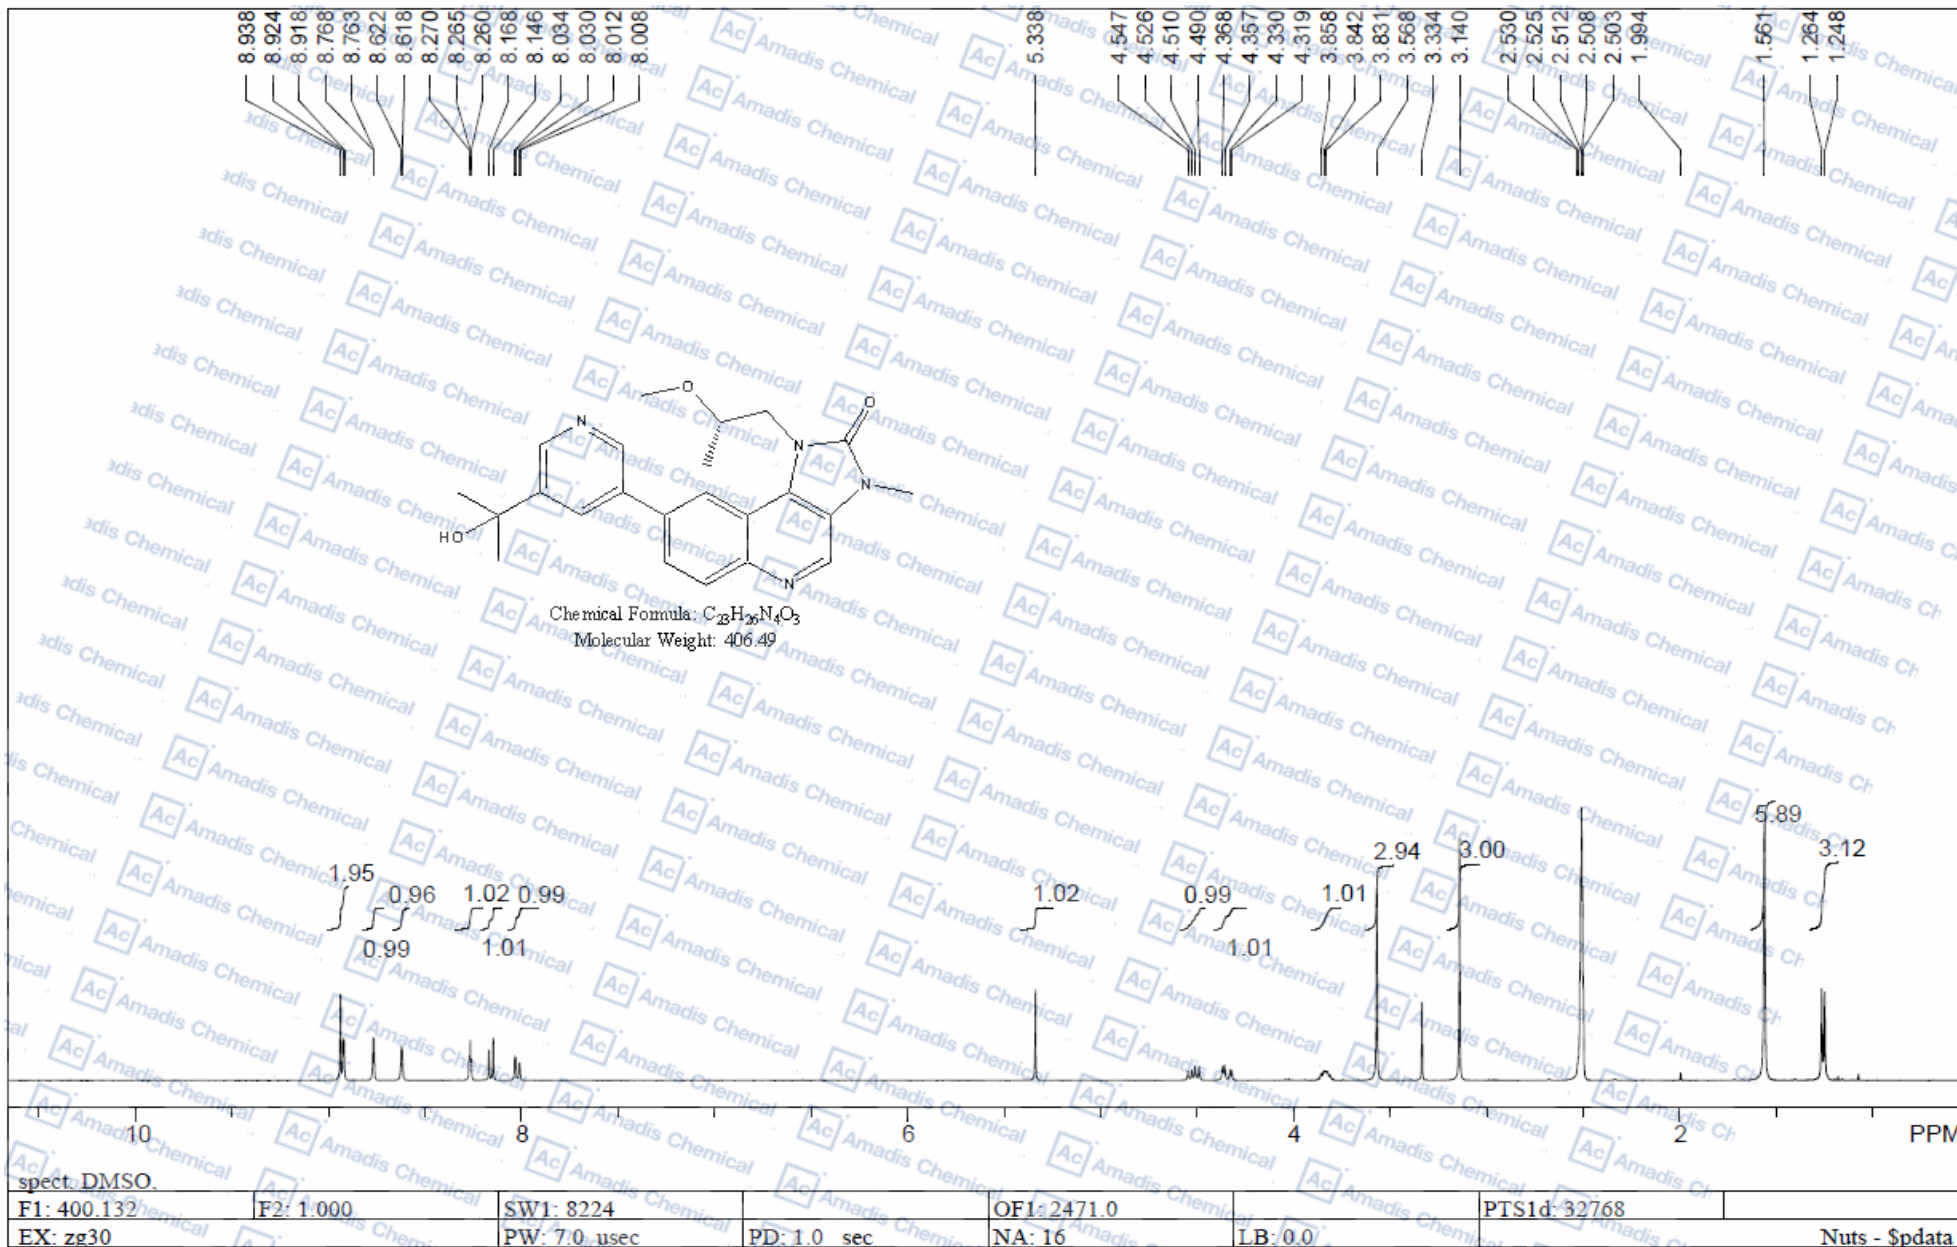 8.938
8.924
8.918
8.768
8.763
8.622
8.618
8.270
8.265
8.260
8.168
8.146
8.034
8.030
8.012
8.008
5.338
4.547
4.526
4.510
4.490
4.368
4.357
4.330
4.319
3.858
3.842
3.831
3.568
3.334
3.140
2.530
2.525
2.512
2.508
2.503
1.994
1.561
1.264
1.248
O
O
N
N
N
HO
N
Chemical Formula: C23H26N4O3
Molecular Weight: 406.49
1.95 0.96 1.02 0.99 1.02 0.99 1.01 2.94 3.00 5.89 3.12
0.99 1.01 1.01
10 8 6 4 2 PPM
spect. DMSO.
F1: 400.132 F2: 1.000 SW1: 8224 OF1: 2471.0 PTS1d: 32768
EX: zg30 PW: 7.0 usec PD: 1.0 sec NA: 16 LB: 0.0 Nuts - $pdata
Ac Amadis Chemical